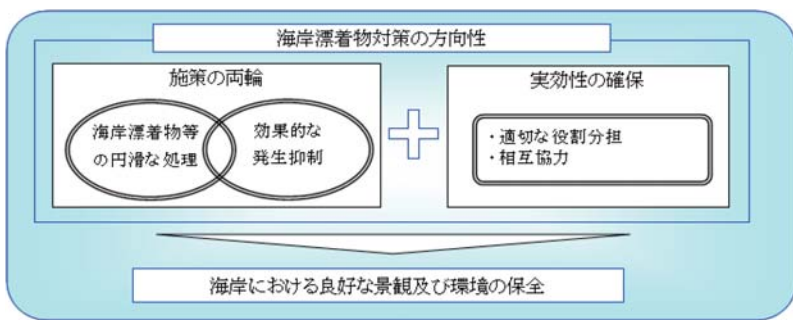 海岸漂着物対策の方向性
施策の両輪
海岸漂着物等
の円滑な処理
効果的な
発生抑制
実効性の確保
・適切な役割分担
・相互協力
海岸における良好な景観及び環境の保全